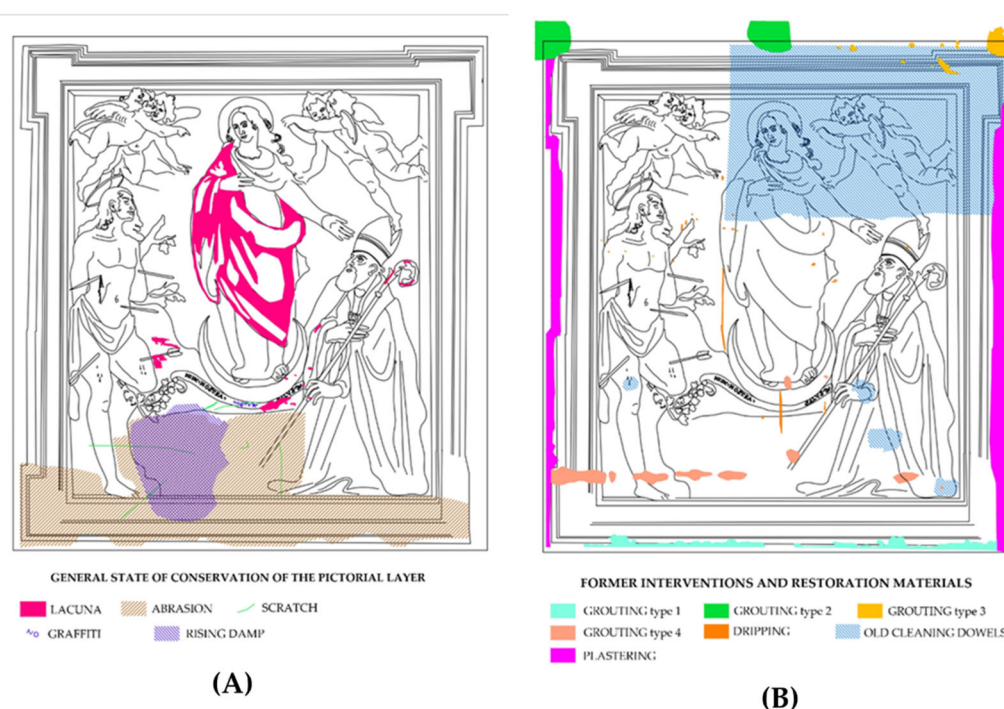 GENERAL STATE OF CONSERVATION OF THE PICTORIAL LAYER
LACUNA
ABRASION
SCRATCH
GRAFFITI
RISING DAMP
(A)
FORMER INTERVENTIONS AND RESTORATION MATERIALS
GROUTING type 1
GROUTING type 2
GROUTING type 3
GROUTING type 4
DRIPPING
OLD CLEANING DOWELS
PLASTERING
(B)